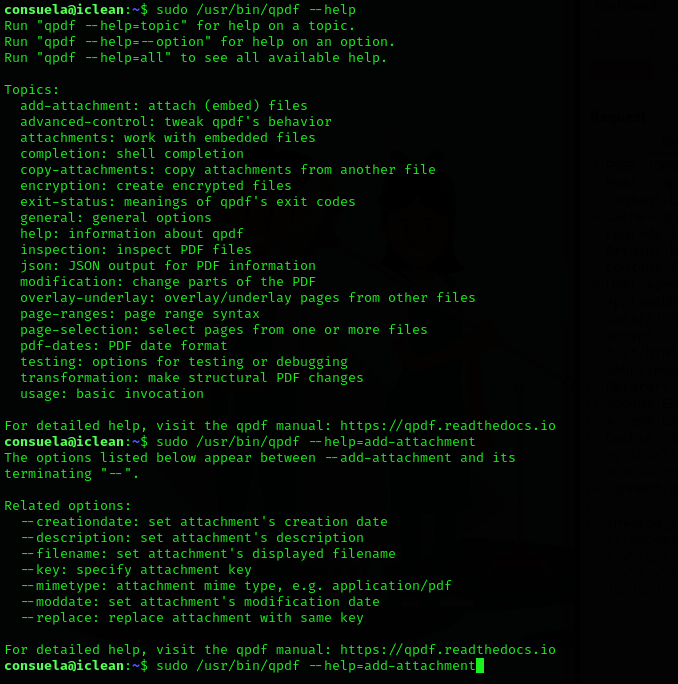 consuela@iclean:~$ sudo /usr/bin/qpdf --help
Run "qpdf --help=topic" for help on a topic.
Run "qpdf --help=--option" for help on an option.
Run "qpdf --help=all" to see all available help.

Topics:
  add-attachment: attach (embed) files
  advanced-control: tweak qpdf's behavior
  attachments: work with embedded files
  completion: shell completion
  copy-attachments: copy attachments from another file
  encryption: create encrypted files
  exit-status: meanings of qpdf's exit codes
  general: general options
  help: information about qpdf
  inspection: inspect PDF files
  json: JSON output for PDF information
  modification: change parts of the PDF
  overlay-underlay: overlay/underlay pages from other files
  page-ranges: page range syntax
  page-selection: select pages from one or more files
  pdf-dates: PDF date format
  testing: options for testing or debugging
  transformation: make structural PDF changes
  usage: basic invocation

For detailed help, visit the qpdf manual: https://qpdf.readthedocs.io
consuela@iclean:~$ sudo /usr/bin/qpdf --help=add-attachment
The options listed below appear between --add-attachment and its
terminating "--".

Related options:
  --creationdate: set attachment's creation date
  --description: set attachment's description
  --filename: set attachment's displayed filename
  --key: specify attachment key
  --mimetype: attachment mime type, e.g. application/pdf
  --moddate: set attachment's modification date
  --replace: replace attachment with same key

For detailed help, visit the qpdf manual: https://qpdf.readthedocs.io
consuela@iclean:~$ sudo /usr/bin/qpdf --help=add-attachment